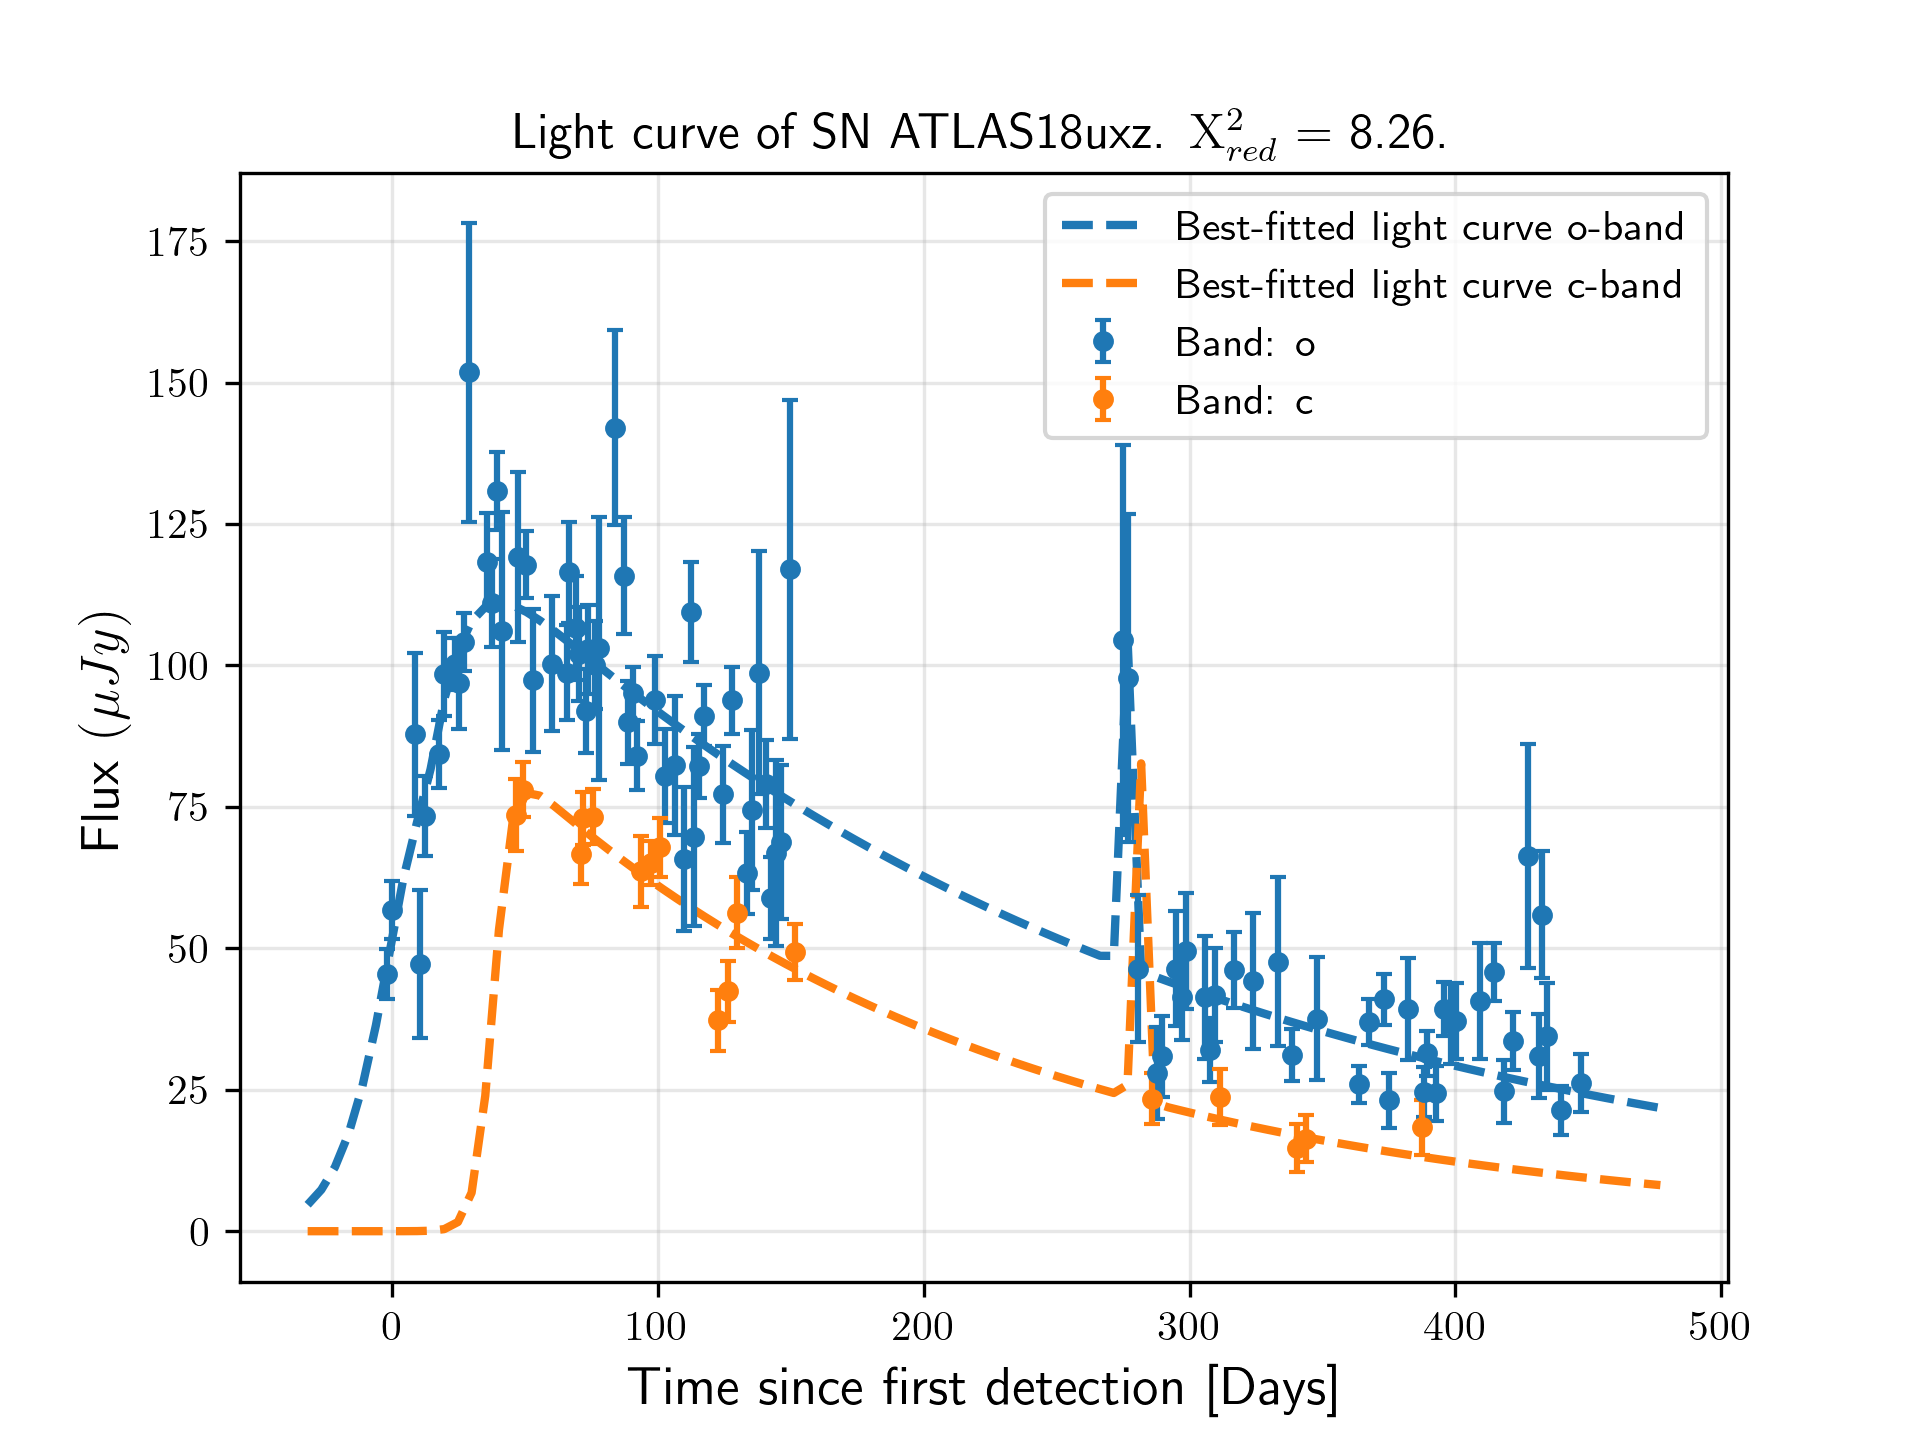 Light curve of SN ATLAS18uxz. X²red = 8.26.
Best-fitted light curve o-band
Best-fitted light curve c-band
Band: o
Band: c
Flux (μJy)
175
150
125
100
75
50
25
0
0 100 200 300 400 500
Time since first detection [Days]